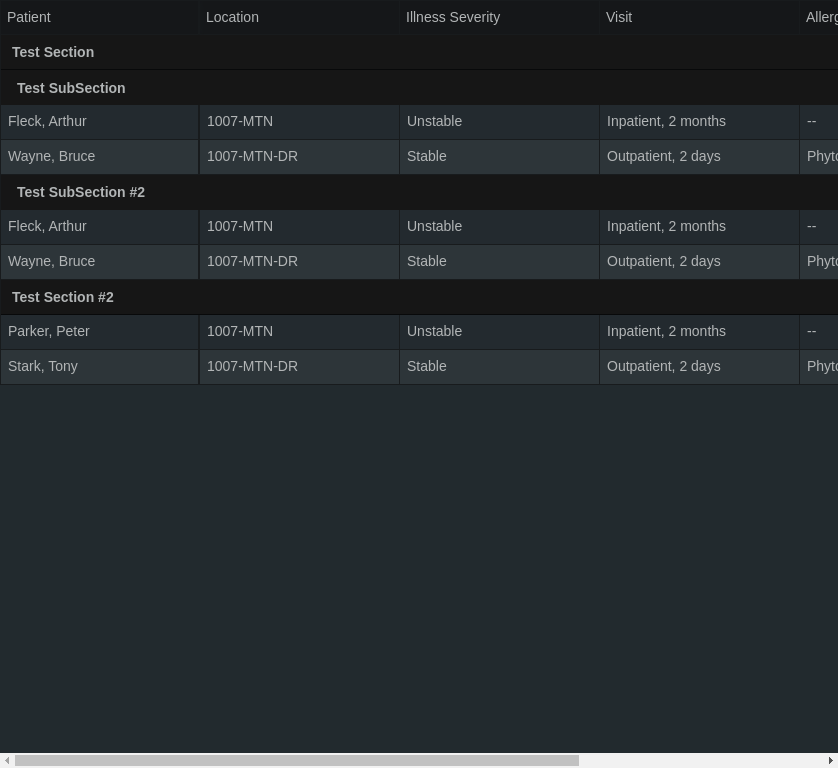 Patient Location Illness Severity Visit Allerg
Test Section
Test SubSection
Fleck, Arthur 1007-MTN Unstable Inpatient, 2 months --
Wayne, Bruce 1007-MTN-DR Stable Outpatient, 2 days Phyto
Test SubSection #2
Fleck, Arthur 1007-MTN Unstable Inpatient, 2 months --
Wayne, Bruce 1007-MTN-DR Stable Outpatient, 2 days Phyto
Test Section #2
Parker, Peter 1007-MTN Unstable Inpatient, 2 months --
Stark, Tony 1007-MTN-DR Stable Outpatient, 2 days Phyto